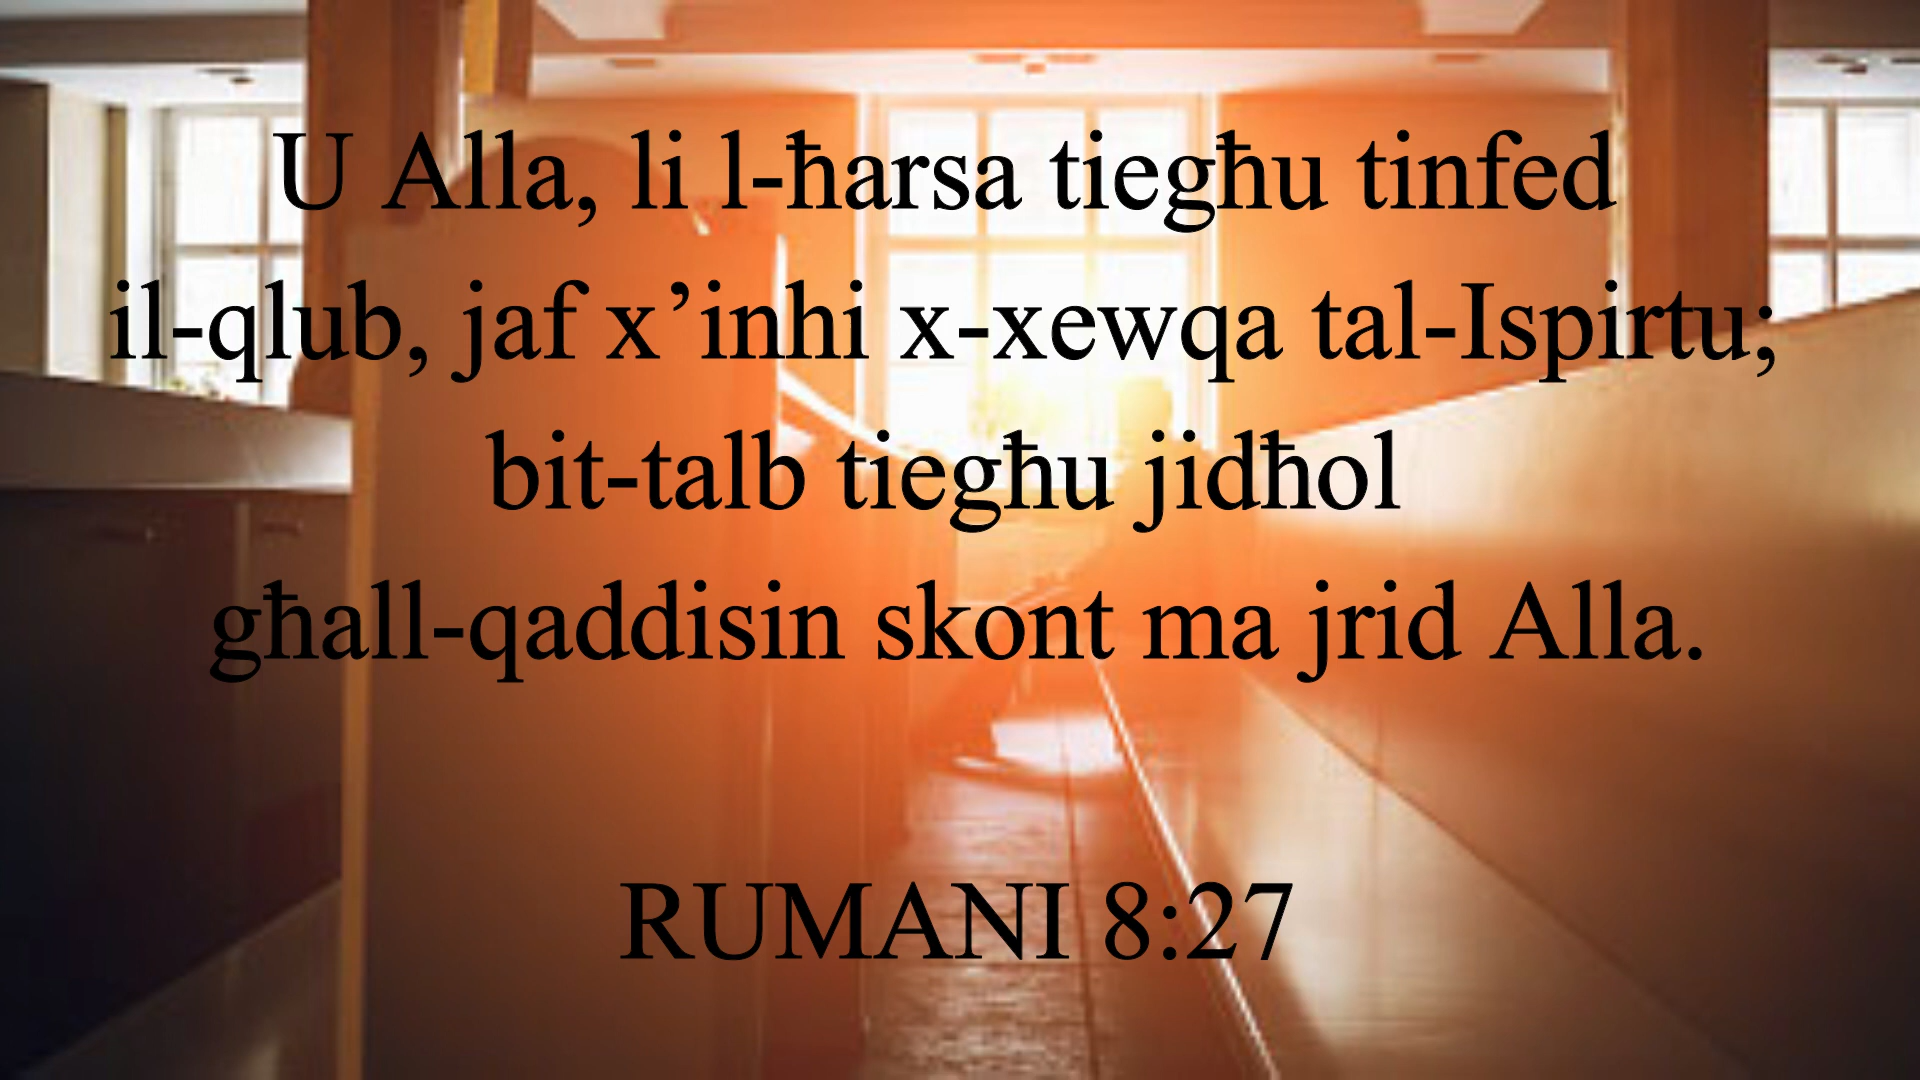 U Alla, li l-ħarsa tiegħu tinfed
il-qlub, jaf x’inhi x-xewqa tal-Ispirtu;
bit-talb tiegħu jidħol
għall-qaddisin skont ma jrid Alla.
RUMANI 8:27